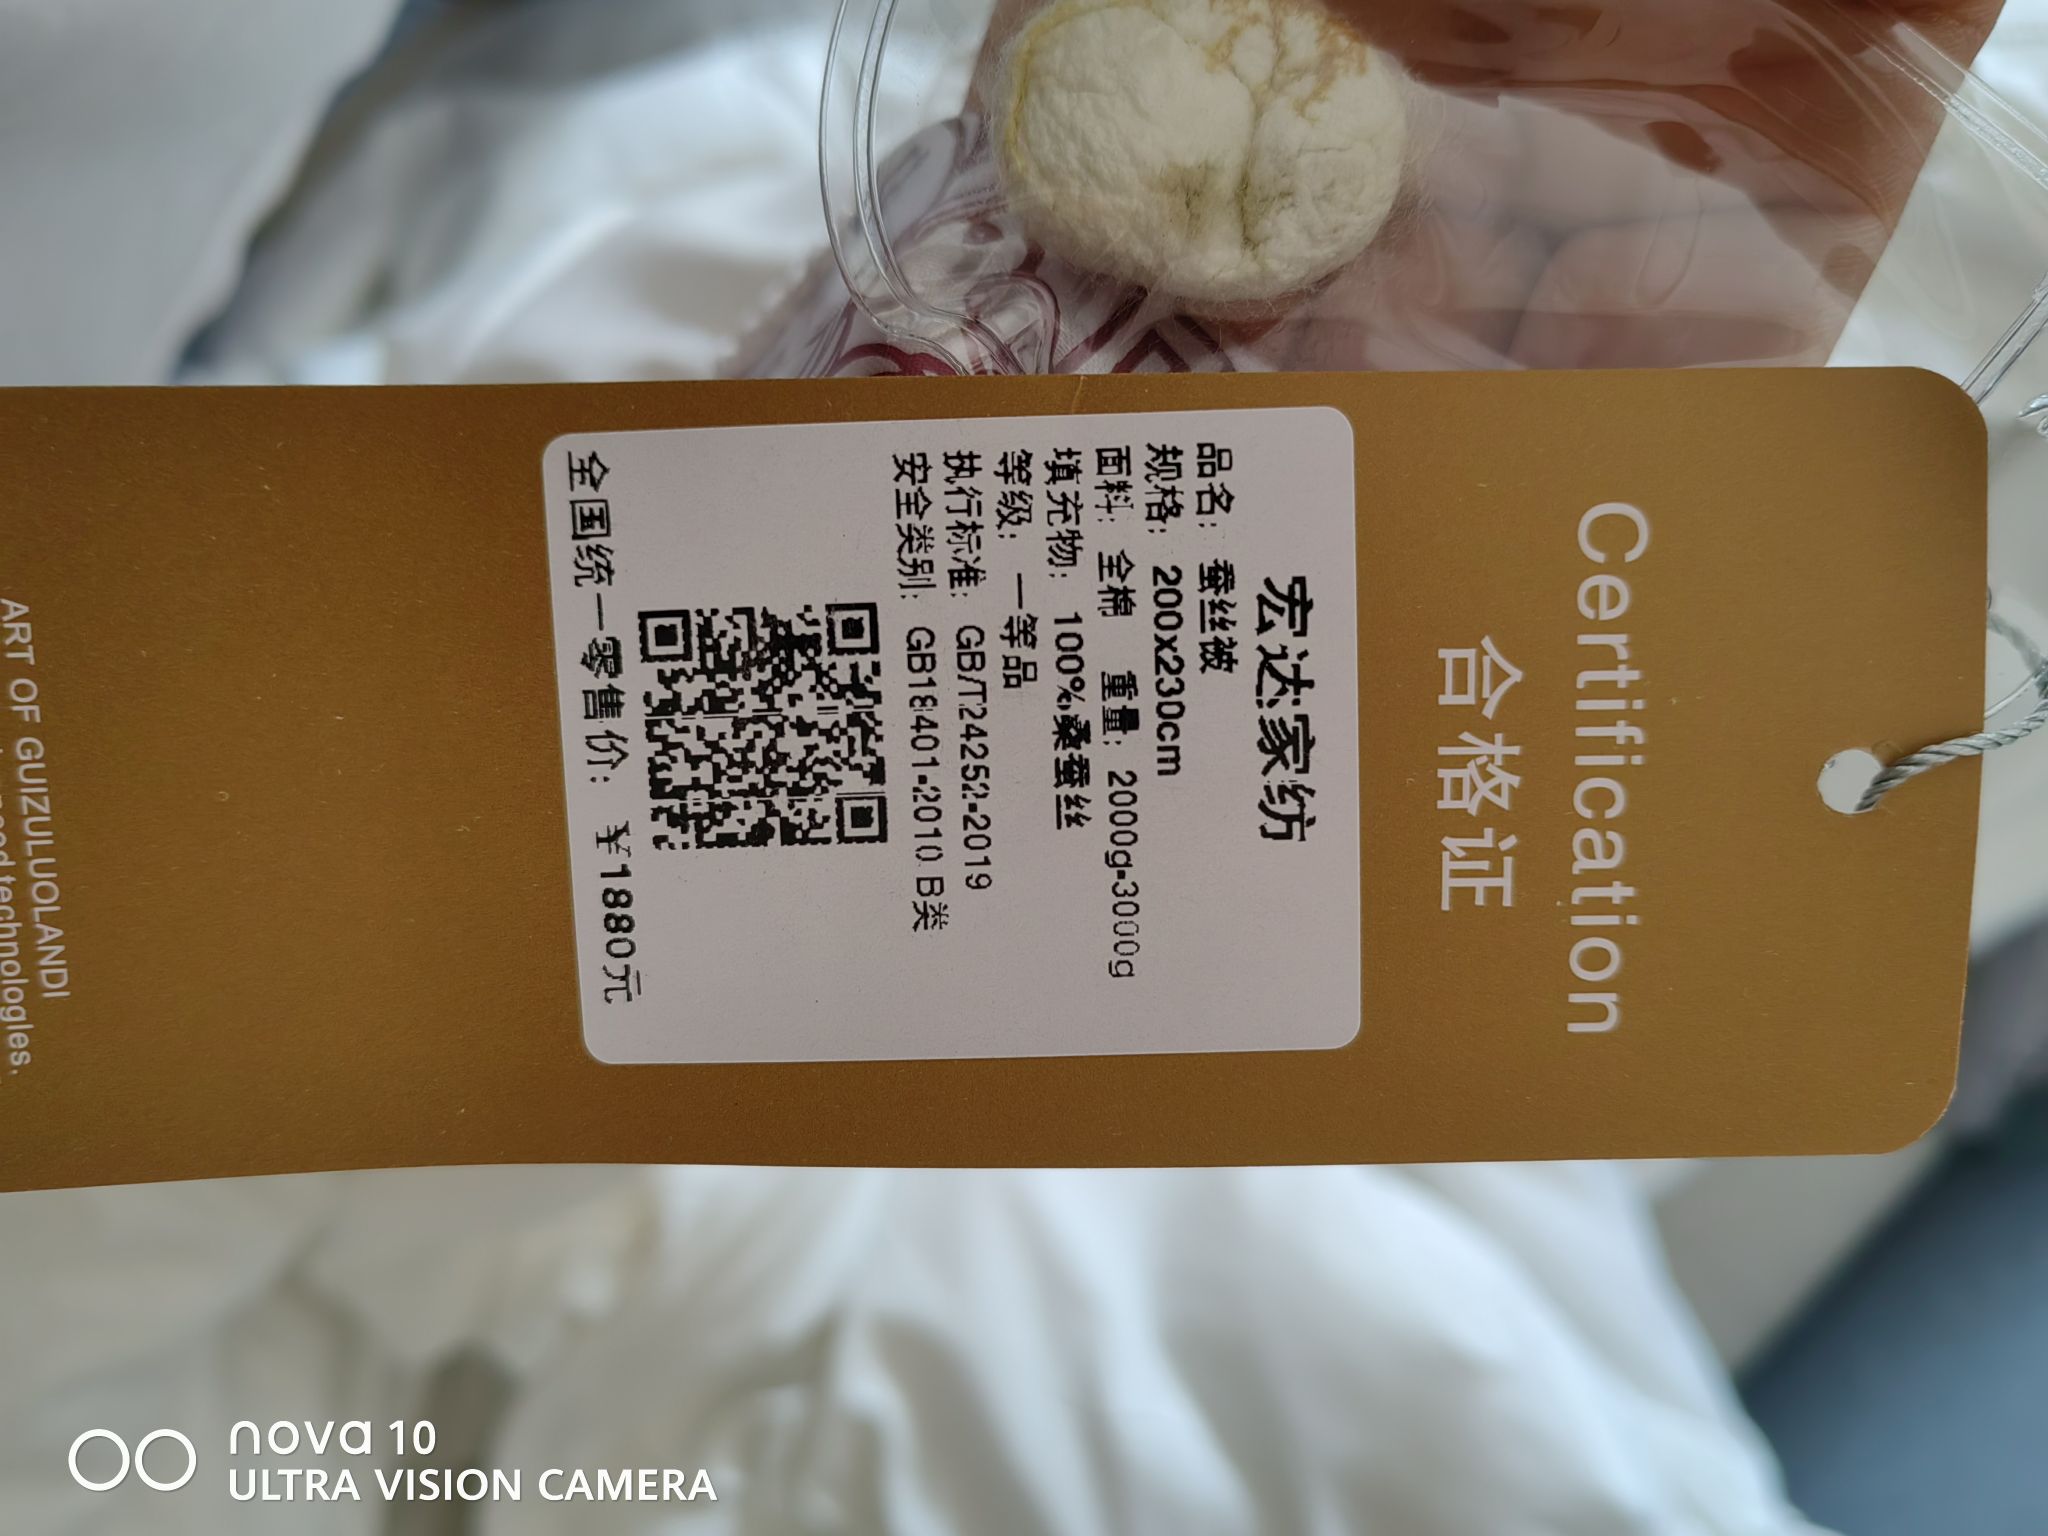 Certification
合格证
宏达家纺
品名: 蚕丝被
规格: 200x230cm
面料: 全棉 重量: 2000g-3000g
填充物: 100%桑蚕丝
等级: 一等品
执行标准: GB/T24252-2019
安全类别: GB18401-2010 B类
全国统一零售价: ¥1880元
ART OF GUIZULUOLANDI
technologies,
nova 10
ULTRA VISION CAMERA